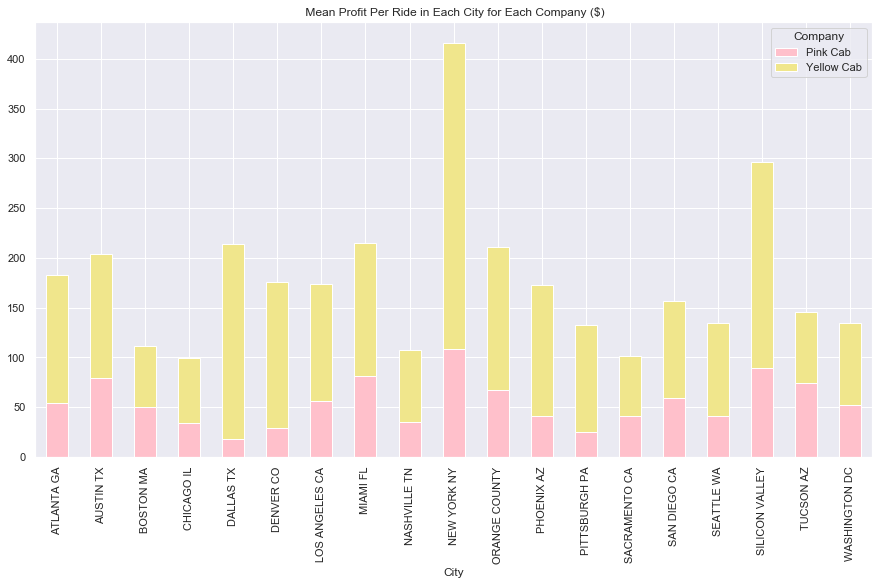 Mean Profit Per Ride in Each City for Each Company ($)
Company
Pink Cab
Yellow Cab
400
350
300
250
200
150
100
50
0
ATLANTA GA
AUSTIN TX
BOSTON MA
CHICAGO IL
DALLAS TX
DENVER CO
LOS ANGELES CA
MIAMI FL
NASHVILLE TN
NEW YORK NY
ORANGE COUNTY
PHOENIX AZ
PITTSBURGH PA
SACRAMENTO CA
SAN DIEGO CA
SEATTLE WA
SILICON VALLEY
TUCSON AZ
WASHINGTON DC
City